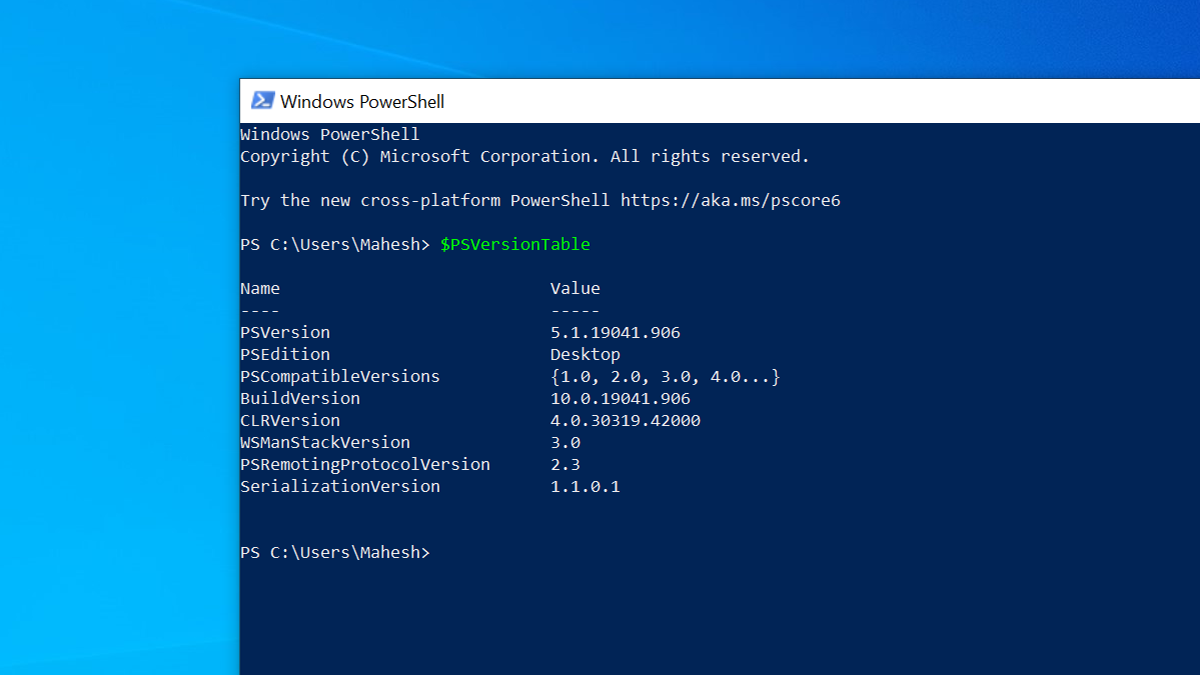 Windows PowerShell
Windows PowerShell
Copyright (C) Microsoft Corporation. All rights reserved.
Try the new cross-platform PowerShell https://aka.ms/pscore6
PS C:\Users\Mahesh> $PSVersionTable
Name                           Value
----                           -----
PSVersion                      5.1.19041.906
PSEdition                      Desktop
PSCompatibleVersions           {1.0, 2.0, 3.0, 4.0...}
BuildVersion                   10.0.19041.906
CLRVersion                     4.0.30319.42000
WSManStackVersion              3.0
PSRemotingProtocolVersion      2.3
SerializationVersion           1.1.0.1
PS C:\Users\Mahesh>